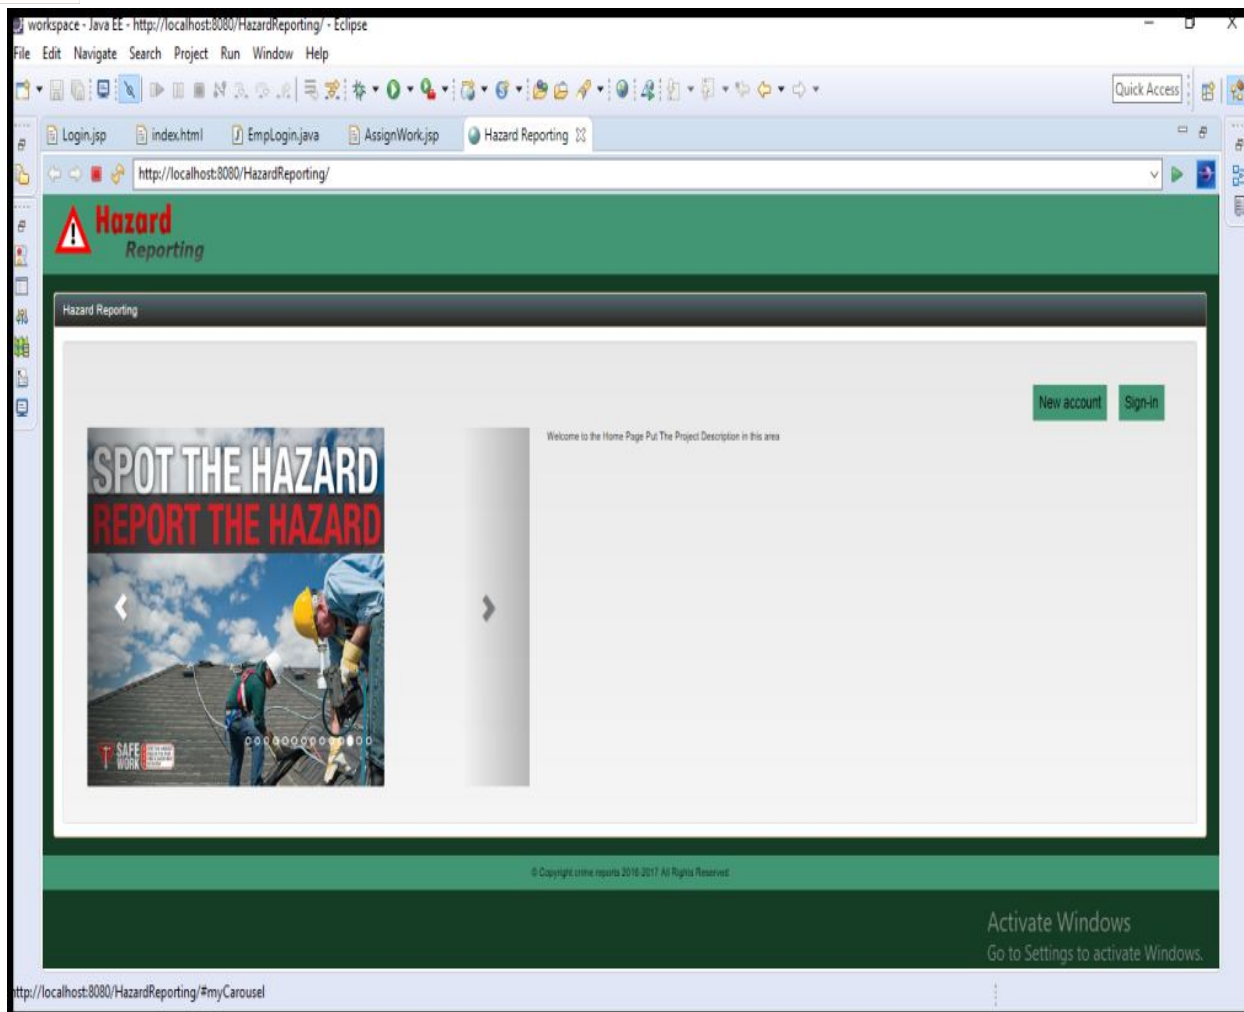 workspace - Java EE - http://localhost:8080/HazardReporting/ - Eclipse
File Edit Navigate Search Project Run Window Help
Quick Access
Login.jsp index.html EmpLogin.java AssignWork.jsp Hazard Reporting
http://localhost:8080/HazardReporting/
Hazard
Reporting
Hazard Reporting
New account Sign-in
Welcome to the Home Page Put The Project Description in this area
SPOT THE HAZARD
REPORT THE HAZARD
SAFE
WORK
© Copyright crime reports 2016-2017 All Rights Reserved
Activate Windows
Go to Settings to activate Windows.
ttp://localhost:8080/HazardReporting/#myCarousel